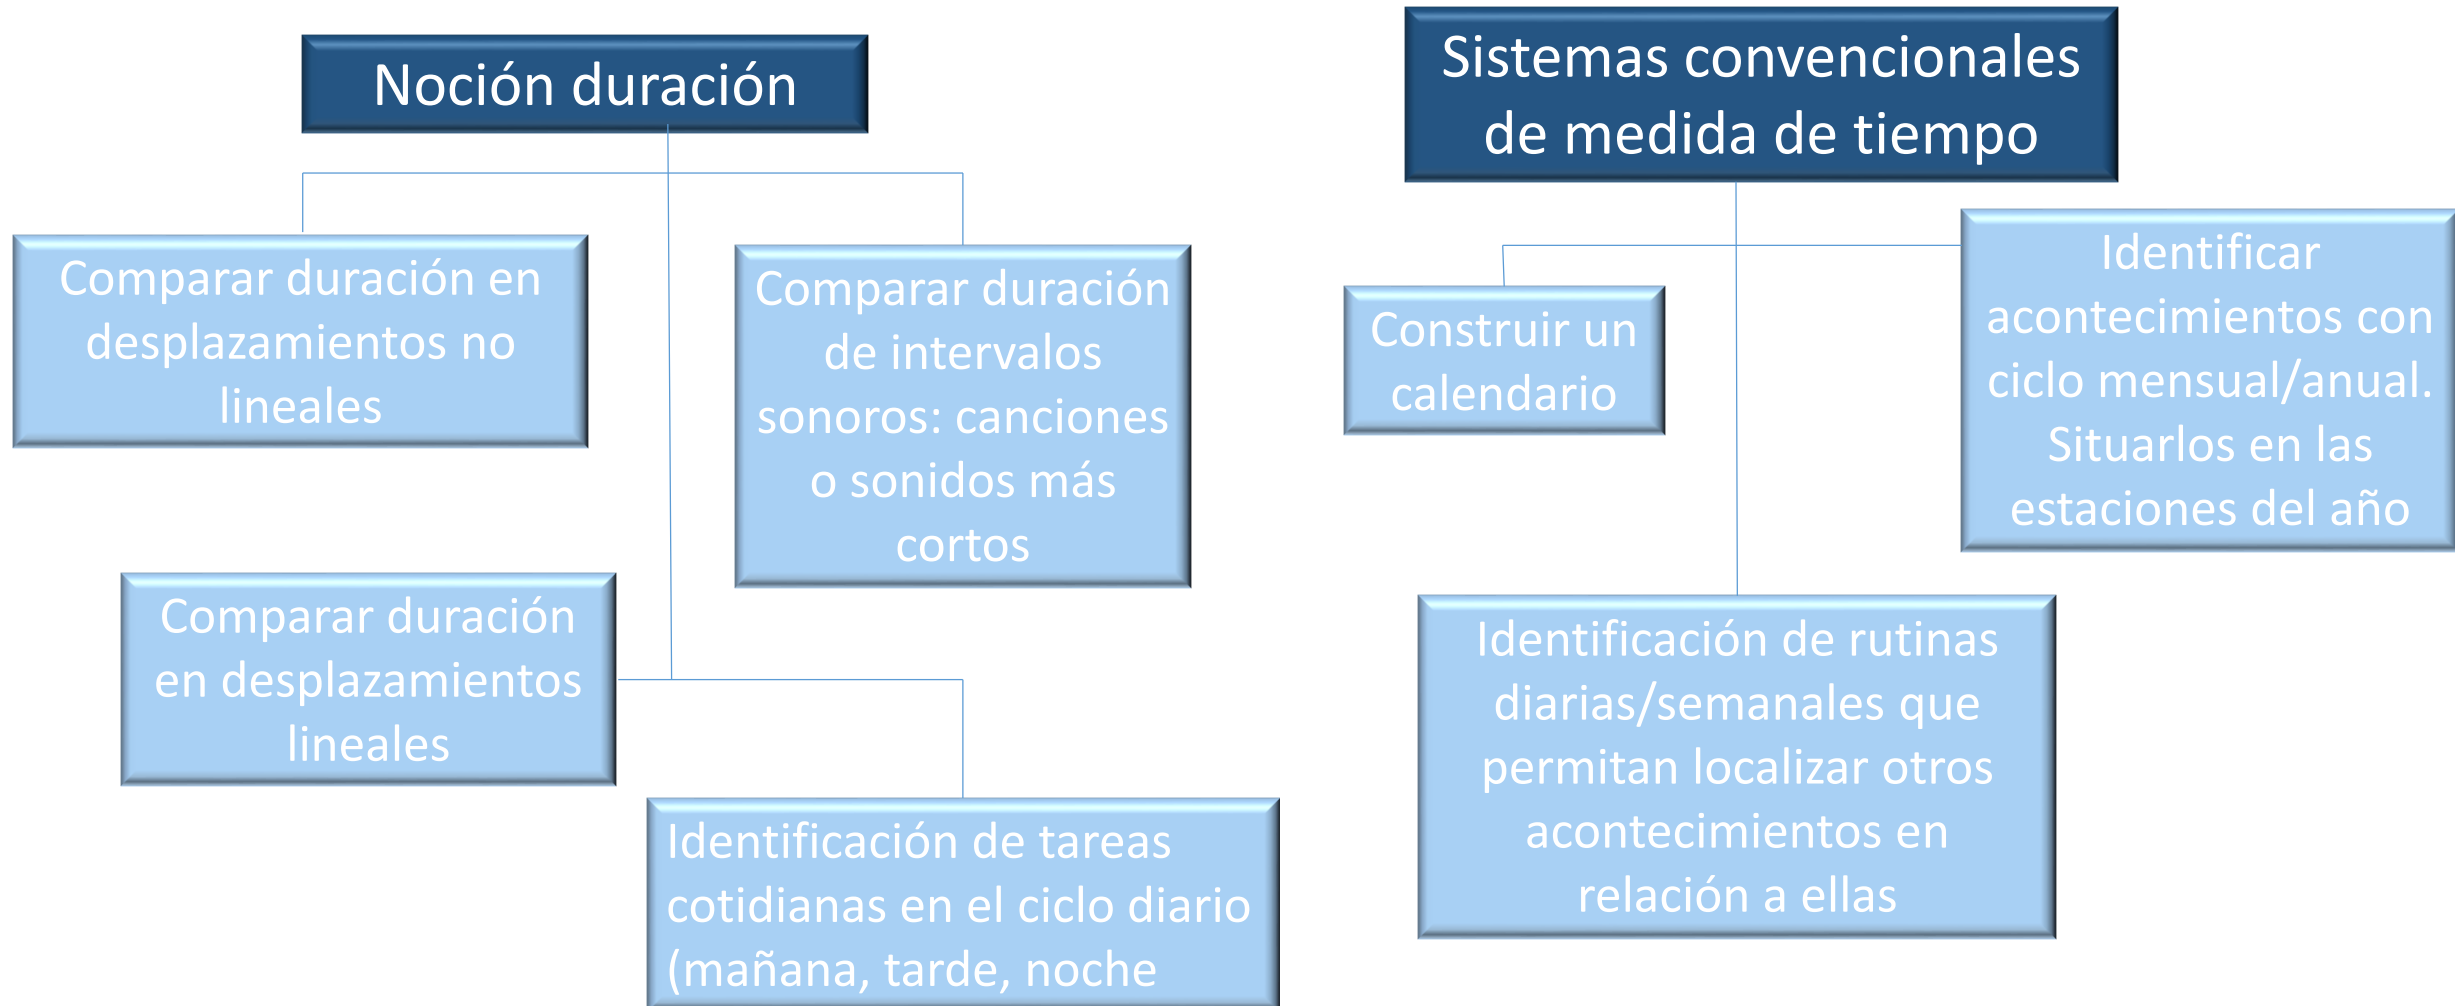 Noción duración
Comparar duración en
desplazamientos no
lineales
Comparar duración
de intervalos
sonoros: canciones
o sonidos más
cortos
Comparar duración
en desplazamientos
lineales
Identificación de tareas
cotidianas en el ciclo diario
(mañana, tarde, noche
Sistemas convencionales
de medida de tiempo
Construir un
calendario
Identificar
acontecimientos con
ciclo mensual/anual.
Situarlos en las
estaciones del año
Identificación de rutinas
diarias/semanales que
permitan localizar otros
acontecimientos en
relación a ellas